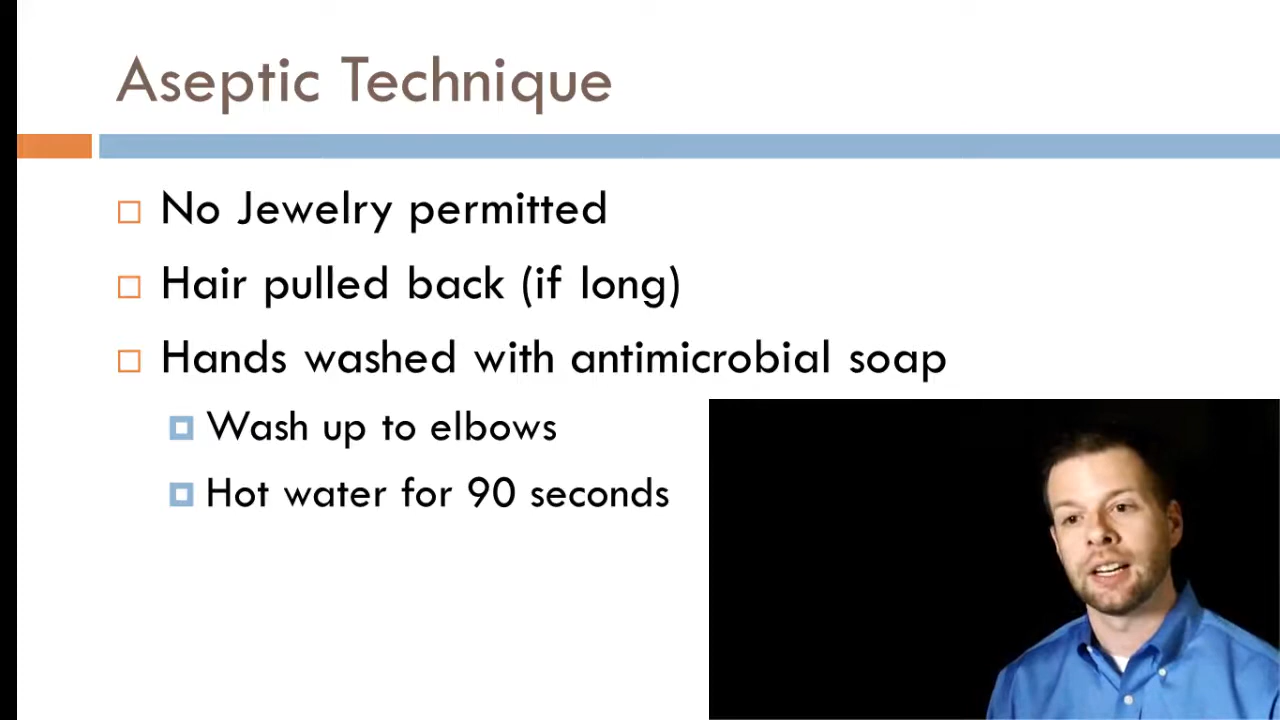 Aseptic Technique
No Jewelry permitted
Hair pulled back (if long)
Hands washed with antimicrobial soap
Wash up to elbows
Hot water for 90 seconds